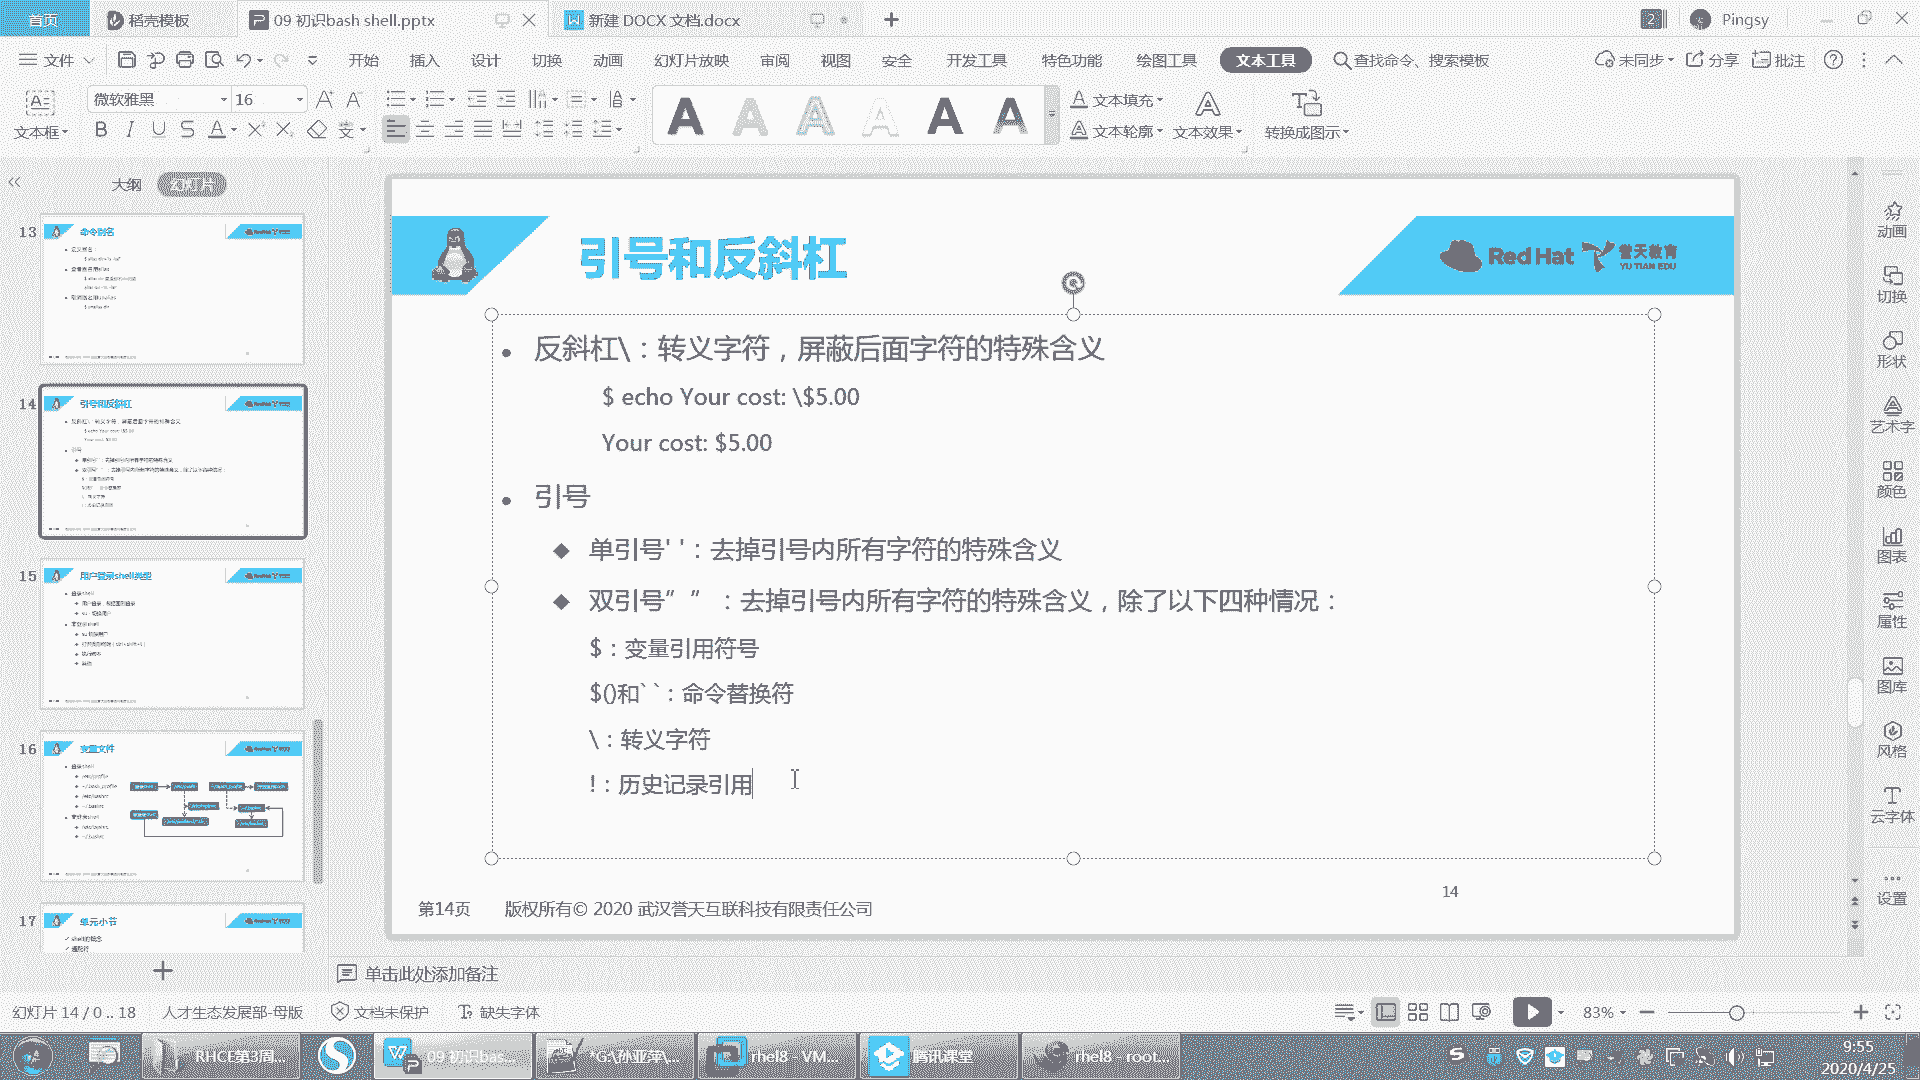 首页
稻壳模板
09 初识bash shell.pptx
新建 DOCX 文档.docx
2
Pingsy
文件
开始
插入
设计
切换
动画
幻灯片放映
审阅
视图
安全
开发工具
特色功能
绘图工具
文本工具
查找命令、搜索模板
未同步
分享
批注
文本框
微软雅黑
16
文本填充
文本轮廓
文本效果
转换成图示
大纲
幻灯片
13
命令别名
14
引号和反斜杠
15
用户登录shell类型
16
变量文件
17
单元小节
shell的概念
通配符
引号和反斜杠
Red Hat
誉天教育
YU TIAN EDU
反斜杠\：转义字符，屏蔽后面字符的特殊含义
$ echo Your cost: \$5.00
Your cost: $5.00
引号
单引号' '：去掉引号内所有字符的特殊含义
双引号” ” ：去掉引号内所有字符的特殊含义，除了以下四种情况：
$：变量引用符号
$()和` `：命令替换符
\：转义字符
!：历史记录引用
14
第14页
版权所有© 2020 武汉誉天互联科技有限责任公司
动画
切换
形状
艺术字
颜色
图表
属性
图库
风格
云字体
设置
单击此处添加备注
幻灯片 14 / 0 .. 18
人才生态发展部-母版
文档未保护
缺失字体
83%
RHCE第3周...
09 初识bas...
*G:\孙亚萍\...
rhel8 - VM...
腾讯课堂
rhel8 - root...
9:55
2020/4/25